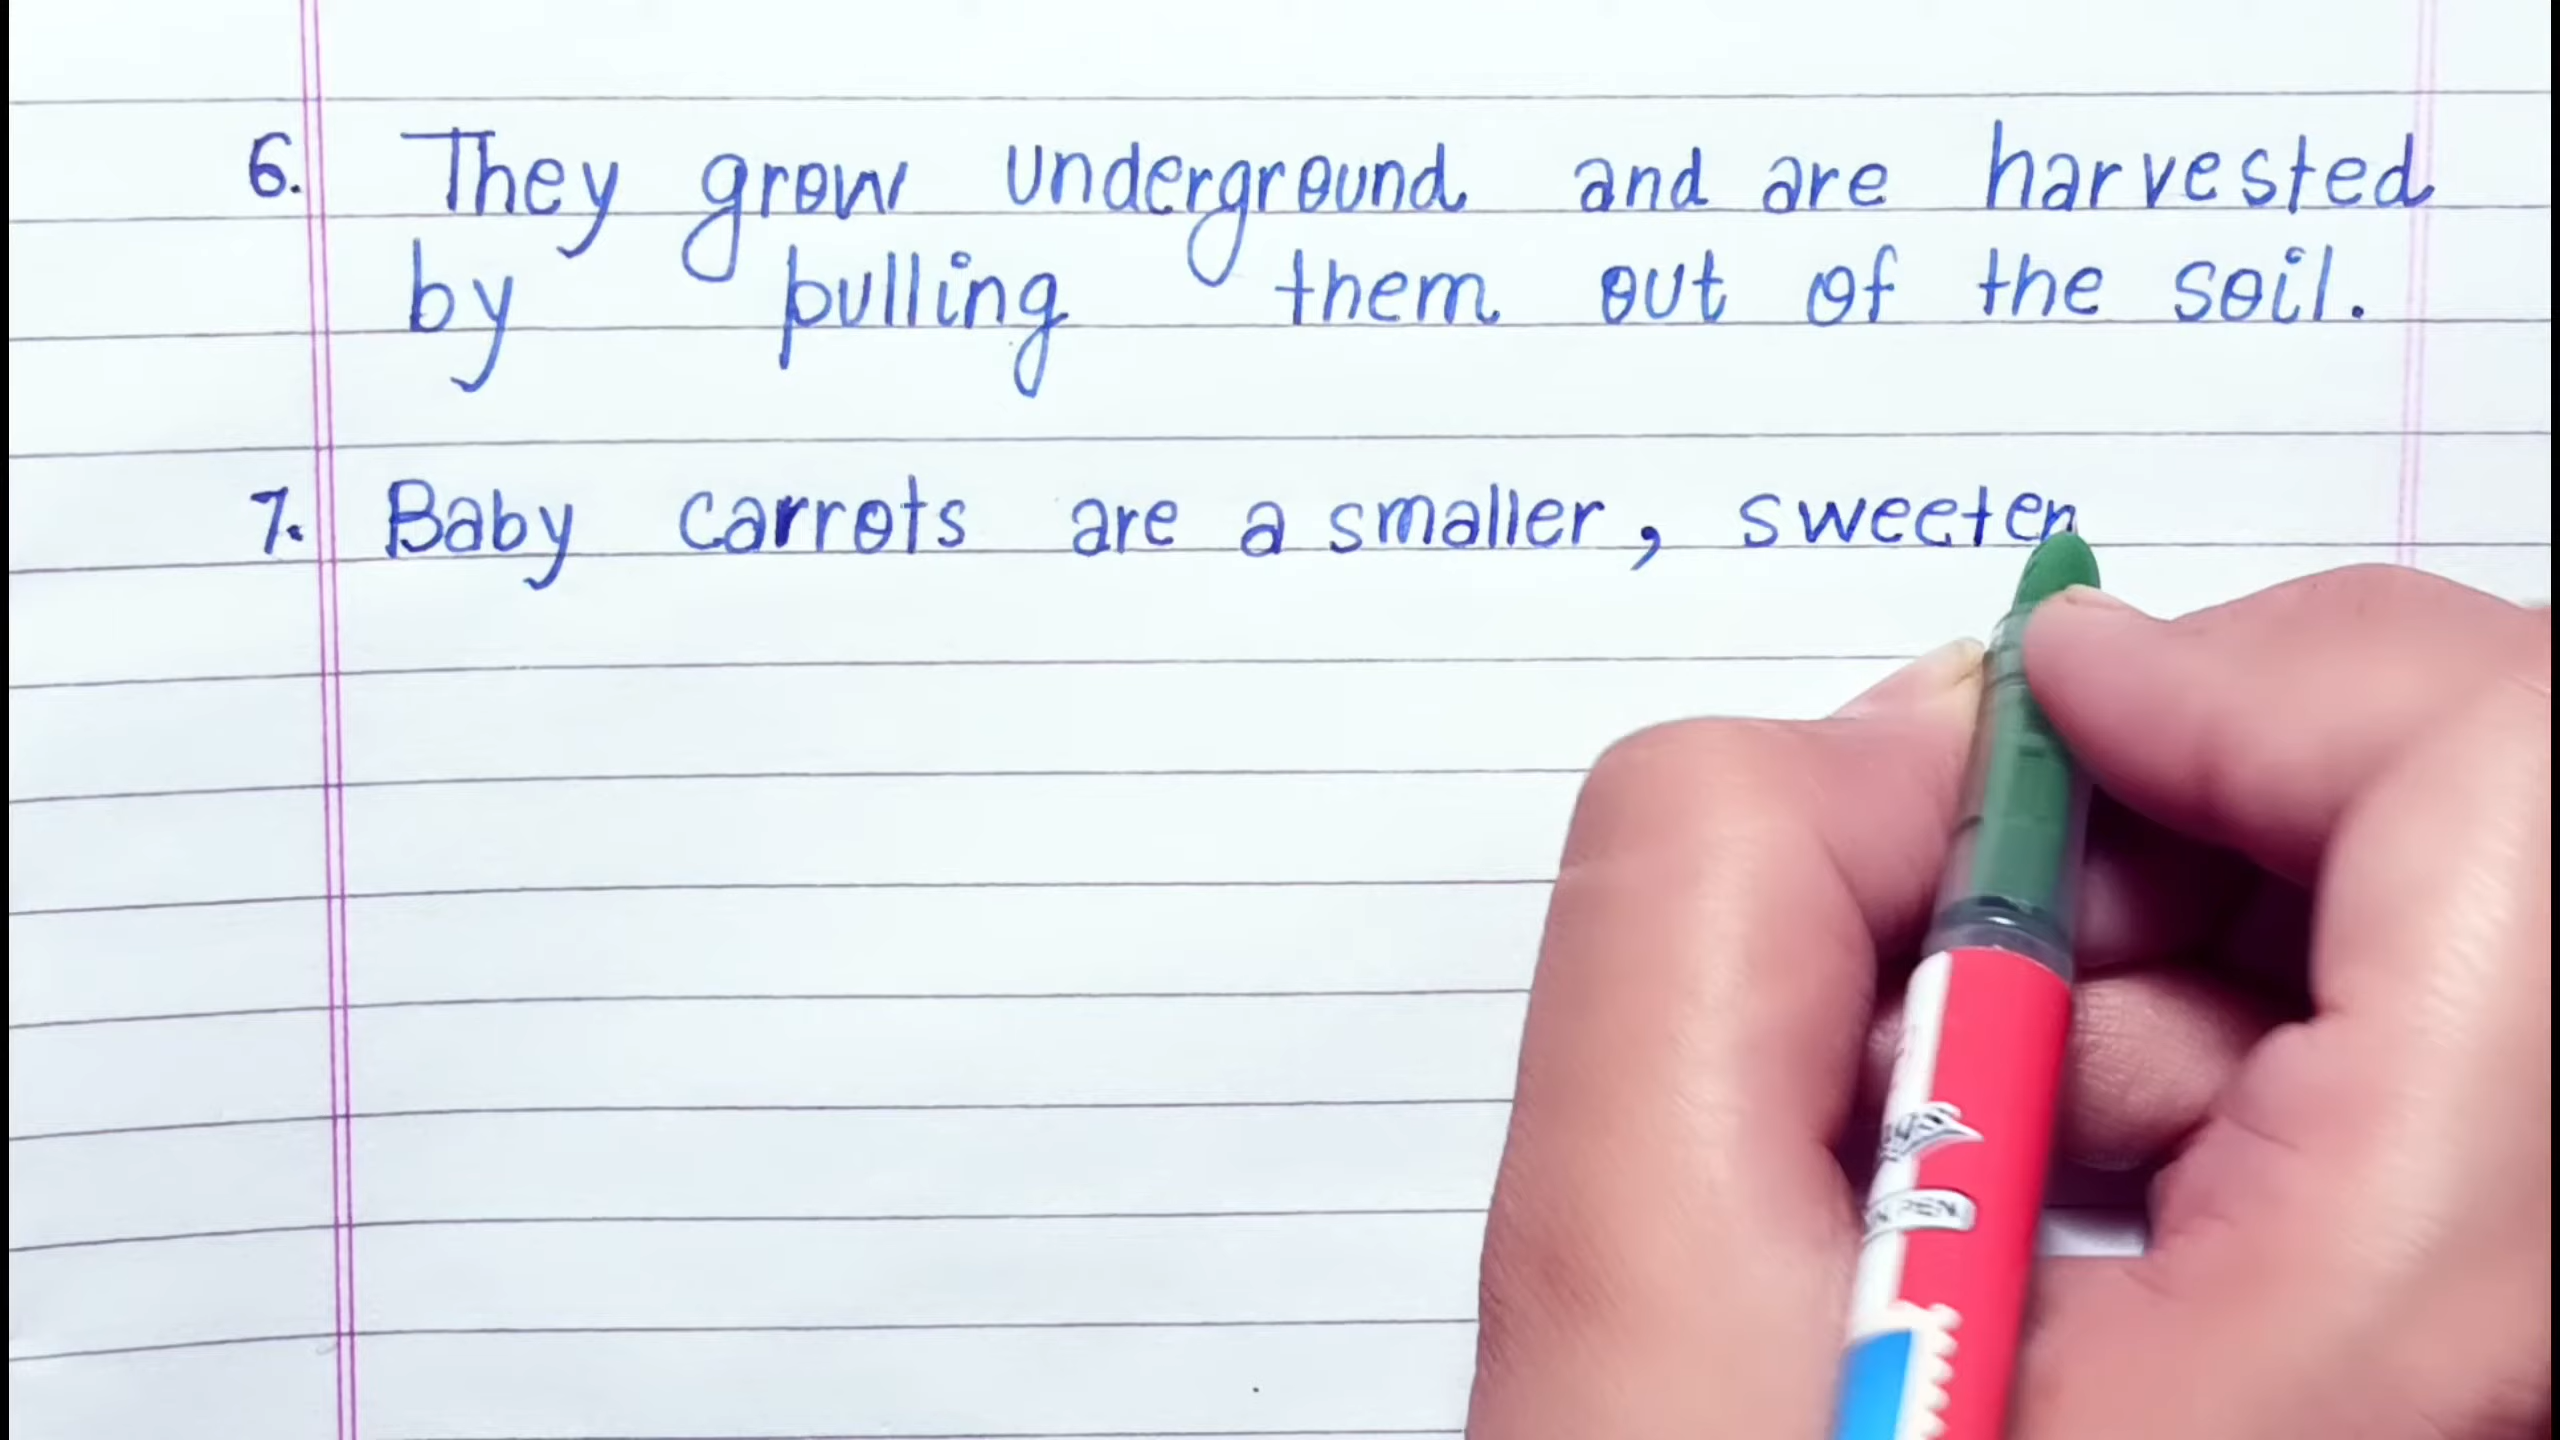 6. They grow underground and are harvested
by pulling them out of the soil.
7. Baby carrots are a smaller, sweeter
PEN